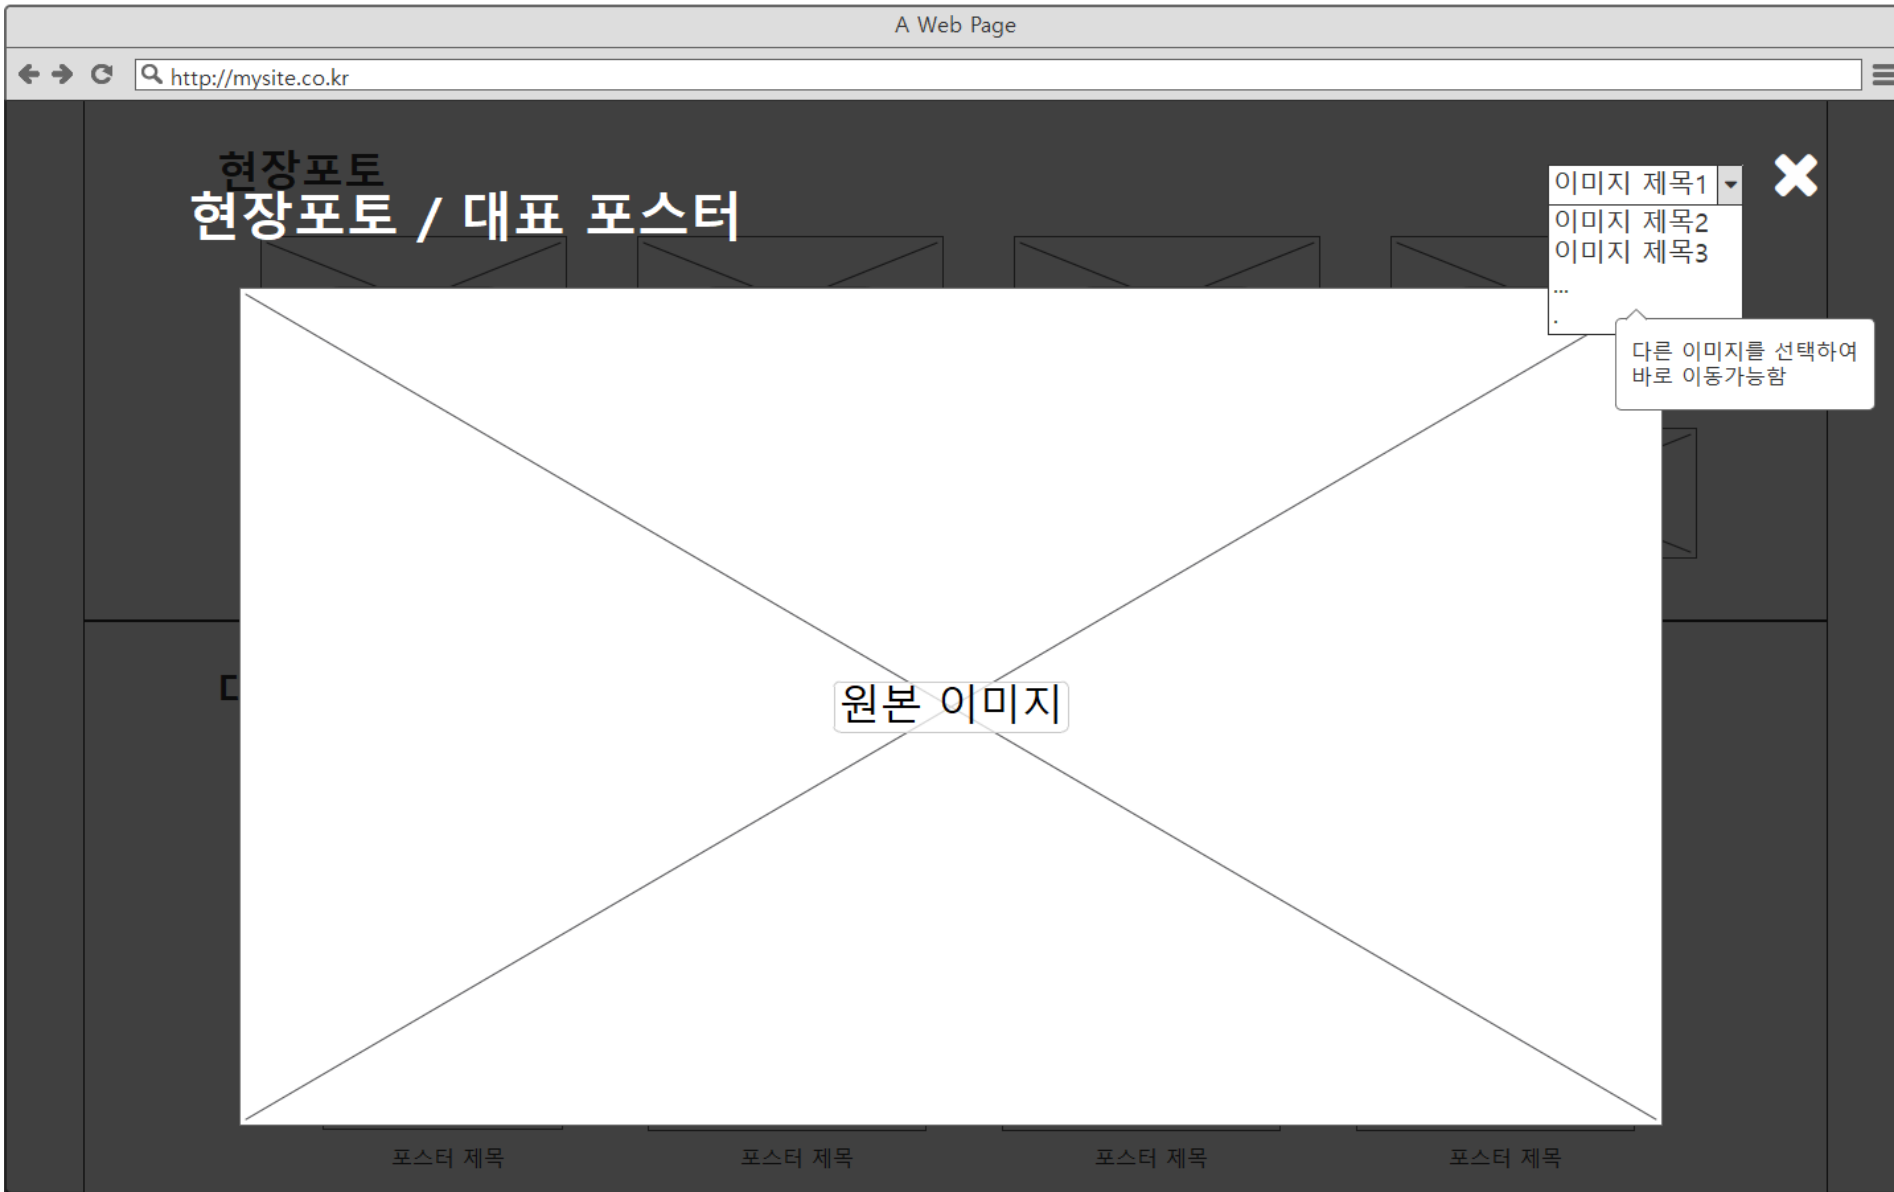 A Web Page
http://mysite.co.kr
현장포토
현장포토 / 대표 포스터
이미지 제목1
이미지 제목2
이미지 제목3
...
.
다른 이미지를 선택하여
바로 이동가능함
원본 이미지
포스터 제목
포스터 제목
포스터 제목
포스터 제목